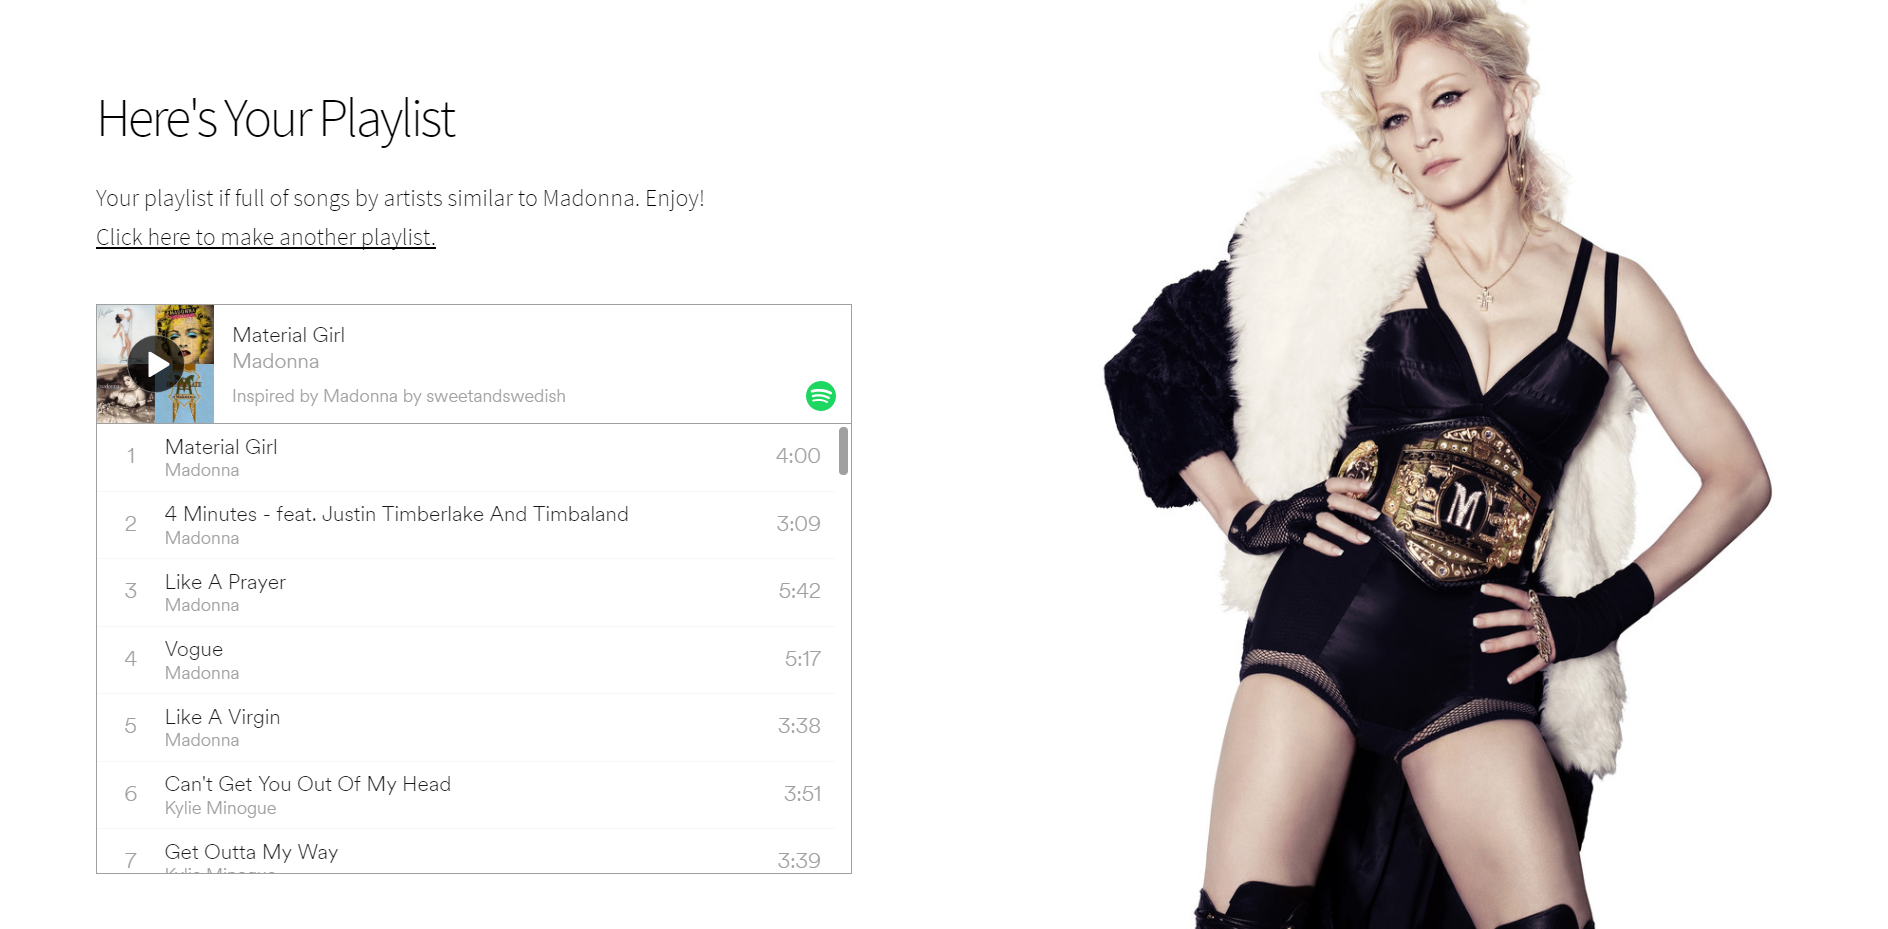 Here's Your Playlist
Your playlist if full of songs by artists similar to Madonna. Enjoy!
Click here to make another playlist.
Material Girl
Madonna
Inspired by Madonna by sweetandswedish
1 Material Girl 4:00
Madonna
2 4 Minutes - feat. Justin Timberlake And Timbaland 3:09
Madonna
3 Like A Prayer 5:42
Madonna
4 Vogue 5:17
Madonna
5 Like A Virgin 3:38
Madonna
6 Can't Get You Out Of My Head 3:51
Kylie Minogue
7 Get Outta My Way 3:39
Kylie Minogue
M